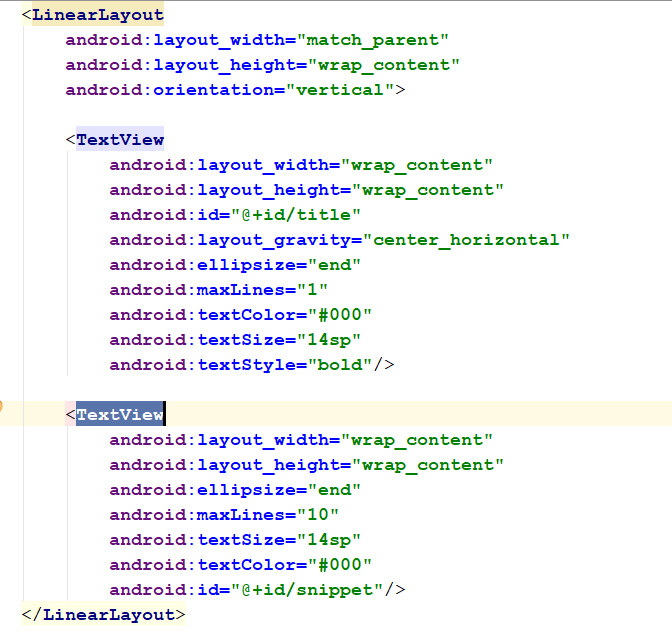 <LinearLayout
android:layout_width="match_parent"
android:layout_height="wrap_content"
android:orientation="vertical">
<TextView
android:layout_width="wrap_content"
android:layout_height="wrap_content"
android:id="@+id/title"
android:layout_gravity="center_horizontal"
android:ellipsize="end"
android:maxLines="1"
android:textColor="#000"
android:textSize="14sp"
android:textStyle="bold"/>
<TextView
android:layout_width="wrap_content"
android:layout_height="wrap_content"
android:ellipsize="end"
android:maxLines="10"
android:textSize="14sp"
android:textColor="#000"
android:id="@+id/snippet"/>
</LinearLayout>